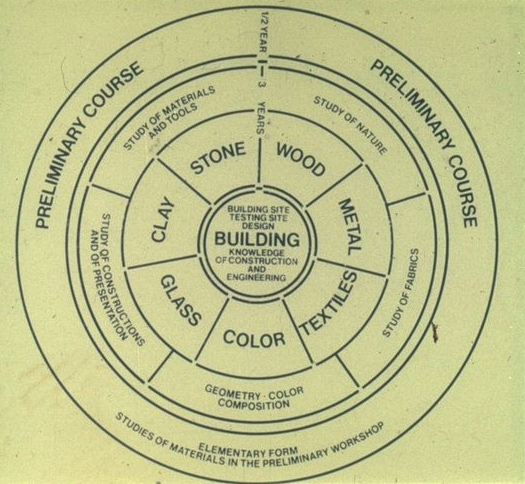 PRELIMINARY COURSE
1/2 YEAR
PRELIMINARY COURSE
3 YEARS
STUDY OF MATERIALS
AND TOOLS
STUDY OF NATURE
STONE
WOOD
CLAY
METAL
BUILDING SITE
TESTING SITE
DESIGN
BUILDING
KNOWLEDGE
OF CONSTRUCTION
AND
ENGINEERING
GLASS
TEXTILES
COLOR
STUDY OF CONSTRUCTIONS
AND OF PRESENTATION
STUDY OF FABRICS
GEOMETRY · COLOR
COMPOSITION
ELEMENTARY FORM
STUDIES OF MATERIALS IN THE PRELIMINARY WORKSHOP